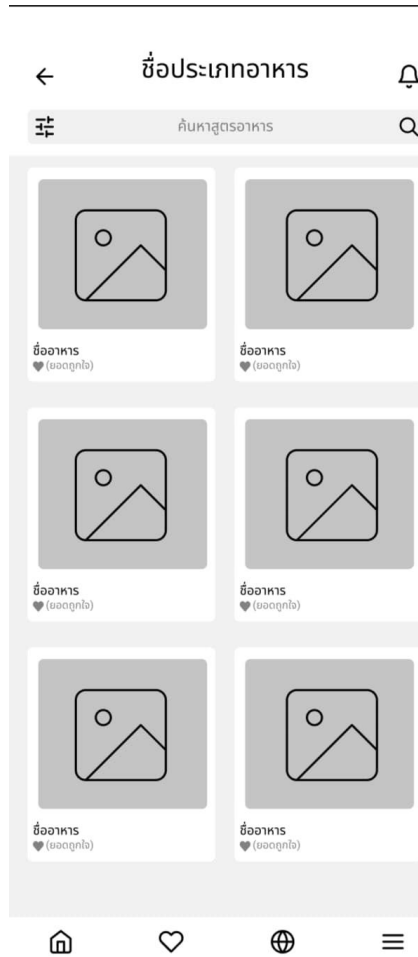 ชื่อประเภทอาหาร
ค้นหาสูตรอาหาร
ชื่ออาหาร
(ยอดถูกใจ)
ชื่ออาหาร
(ยอดถูกใจ)
ชื่ออาหาร
(ยอดถูกใจ)
ชื่ออาหาร
(ยอดถูกใจ)
ชื่ออาหาร
(ยอดถูกใจ)
ชื่ออาหาร
(ยอดถูกใจ)